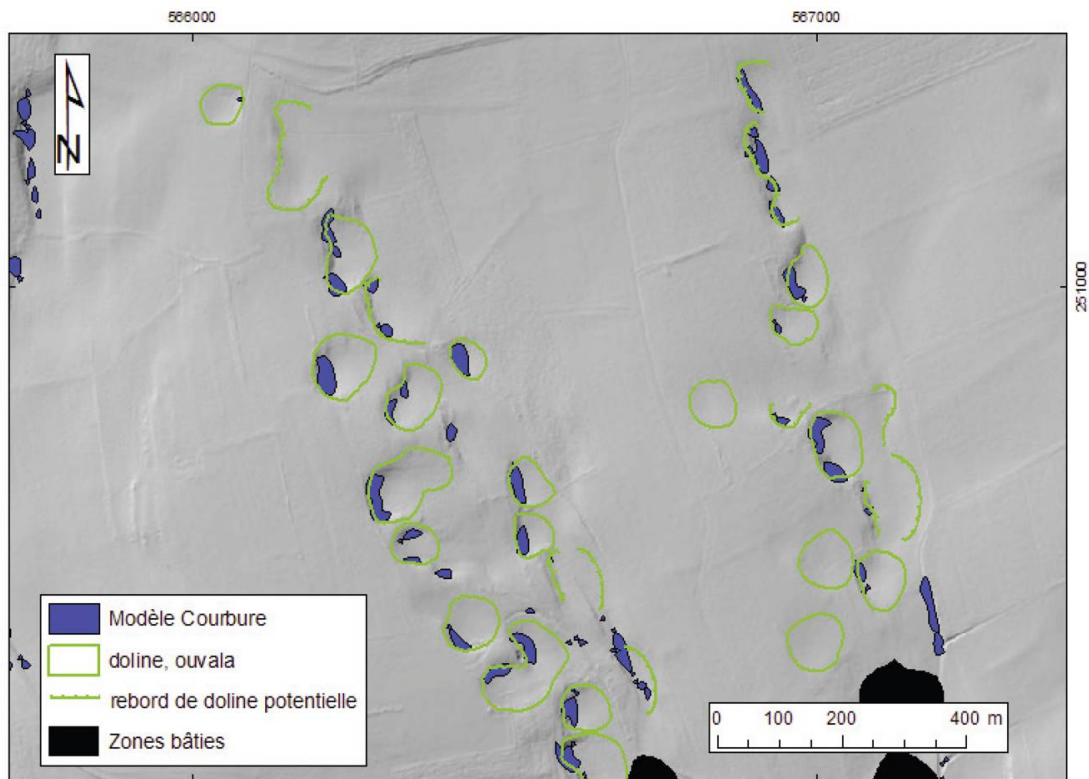 566000 567000
N
251000
Modèle Courbure
doline, ouvala
rebord de doline potentielle
Zones bâties
0 100 200 400 m